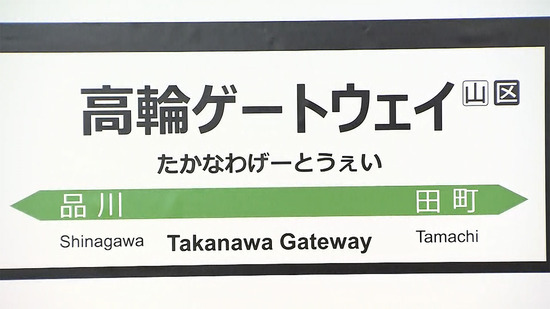 高輪ゲートウェイ 山 区
たかなわげーとうぇい
品川 田町
Shinagawa Takanawa Gateway Tamachi